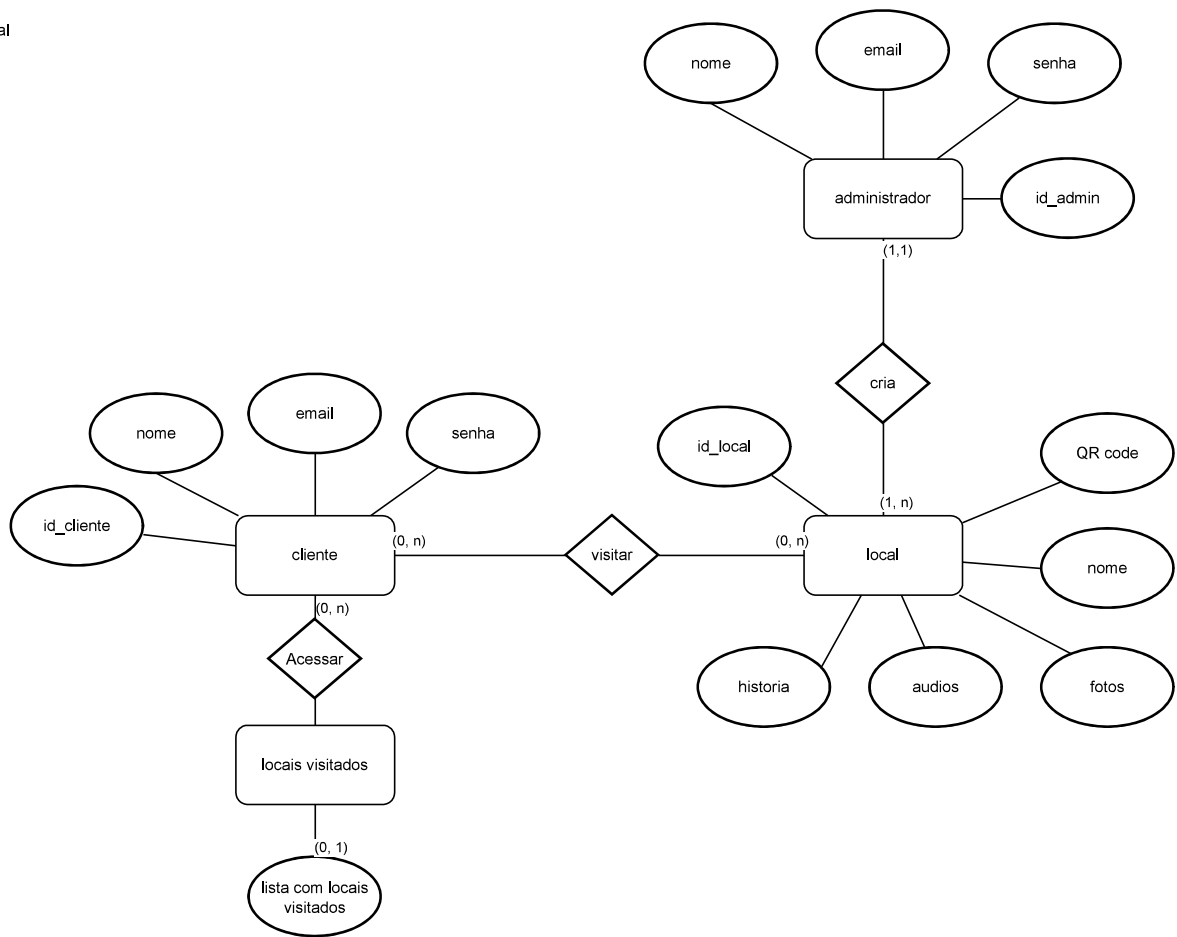 al
email
nome
senha
administrador
id_admin
(1,1)
cria
email
nome
senha
id_local
QR code
id_cliente
(1, n)
cliente
(0, n)
visitar
(0, n)
local
nome
(0, n)
Acessar
historia
audios
fotos
locais visitados
(0, 1)
lista com locais
visitados